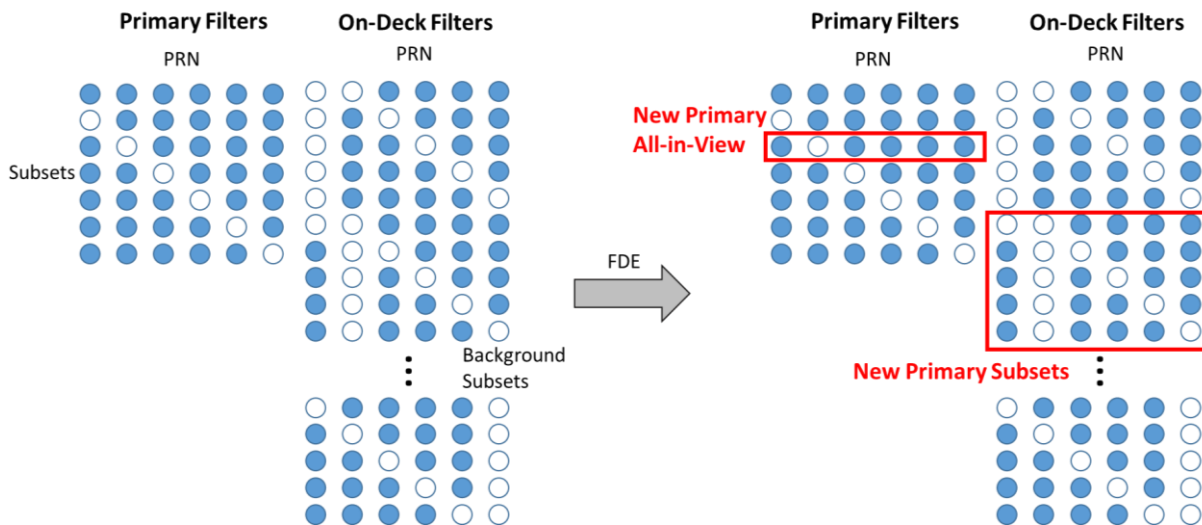 Primary Filters
On-Deck Filters
PRN
PRN
Subsets
Background
Subsets
FDE
Primary Filters
On-Deck Filters
PRN
PRN
New Primary
All-in-View
New Primary Subsets